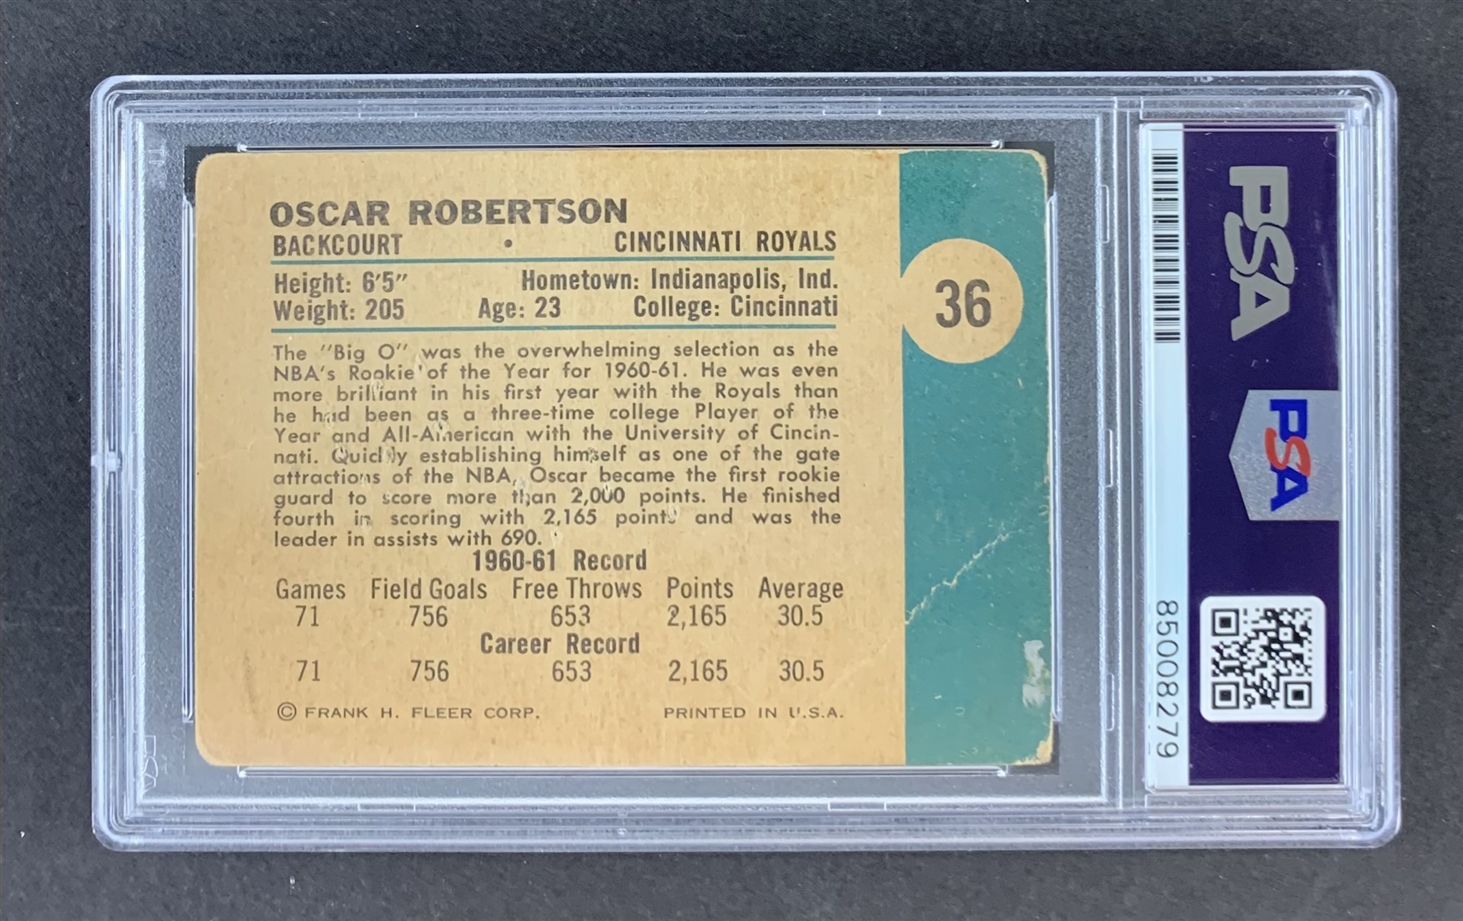 OSCAR ROBERTSON
BACKCOURT • CINCINNATI ROYALS
Height: 6'5" Hometown: Indianapolis, Ind.
Weight: 205 Age: 23 College: Cincinnati
The "Big O" was the overwhelming selection as the
NBA's Rookie of the Year for 1960-61. He was even
more brilliant in his first year with the Royals than
he had been as a three-time college Player of the
Year and All-American with the University of Cincin-
nati. Quickly establishing himself as one of the gate
attractions of the NBA, Oscar became the first rookie
guard to score more than 2,000 points. He finished
fourth in scoring with 2,165 points and was the
leader in assists with 690.
1960-61 Record
Games Field Goals Free Throws Points Average
71 756 653 2,165 30.5
Career Record
71 756 653 2,165 30.5
© FRANK H. FLEER CORP. PRINTED IN U.S.A.
36
PSA
PSA
85008279
PSA